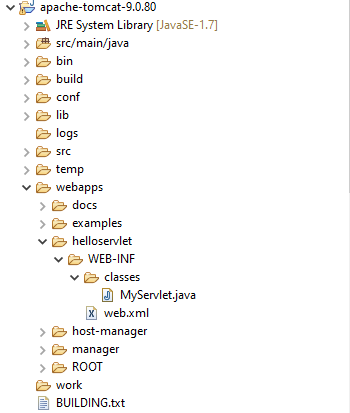 apache-tomcat-9.0.80
JRE System Library [JavaSE-1.7]
src/main/java
bin
build
conf
lib
logs
src
temp
webapps
docs
examples
helloservlet
WEB-INF
classes
MyServlet.java
web.xml
host-manager
manager
ROOT
work
BUILDING.txt